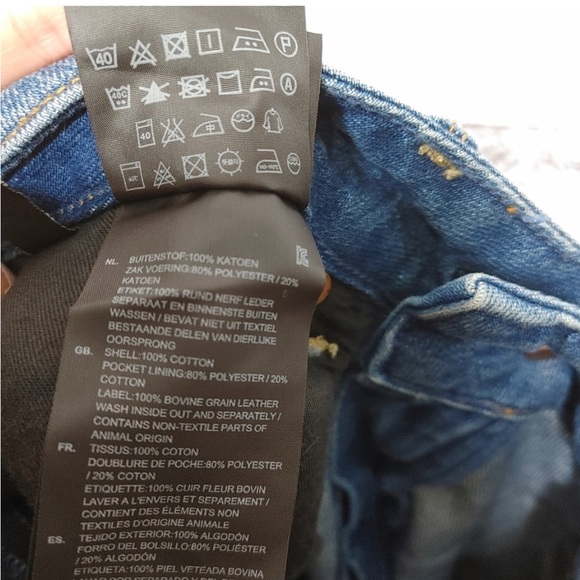 40 P
40C A
40
40℃
NL. BUITENSTOF:100% KATOEN
ZAK VOERING:80% POLYESTER / 20%
KATOEN
ETIKET:100% RUND NERF LEDER
SEPARAAT EN BINNENSTE BUITEN
WASSEN / BEVAT NIET UIT TEXTIEL
BESTAANDE DELEN VAN DIERLIJKE
OORSPRONG
GB. SHELL:100% COTTON
POCKET LINING:80% POLYESTER / 20%
COTTON
LABEL:100% BOVINE GRAIN LEATHER
WASH INSIDE OUT AND SEPARATELY /
CONTAINS NON-TEXTILE PARTS OF
ANIMAL ORIGIN
FR. TISSUS:100% COTON
DOUBLURE DE POCHE:80% POLYESTER
/ 20% COTON
ETIQUETTE:100% CUIR FLEUR BOVIN
LAVER A L'ENVERS ET SEPAREMENT /
CONTIENT DES ÉLÉMENTS NON
TEXTILES D'ORIGINE ANIMALE
ES. TEJIDO EXTERIOR:100% ALGODÓN
FORRO DEL BOLSILLO:80% POLIÉSTER
/ 20% ALGODÓN
ETIQUETA:100% PIEL VETEADA BOVINA